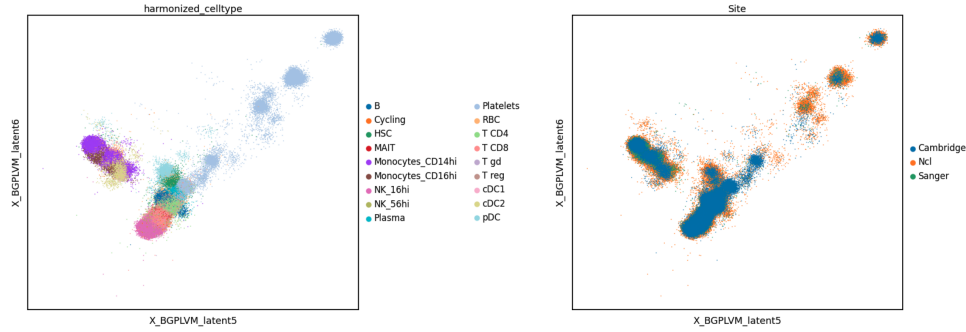 harmonized_celltype
X_BGPLVM_latent6
X_BGPLVM_latent5
B
Cycling
HSC
MAIT
Monocytes_CD14hi
Monocytes_CD16hi
NK_16hi
NK_56hi
Plasma
Platelets
RBC
T CD4
T CD8
T gd
T reg
cDC1
cDC2
pDC
Site
X_BGPLVM_latent6
X_BGPLVM_latent5
Cambridge
Ncl
Sanger